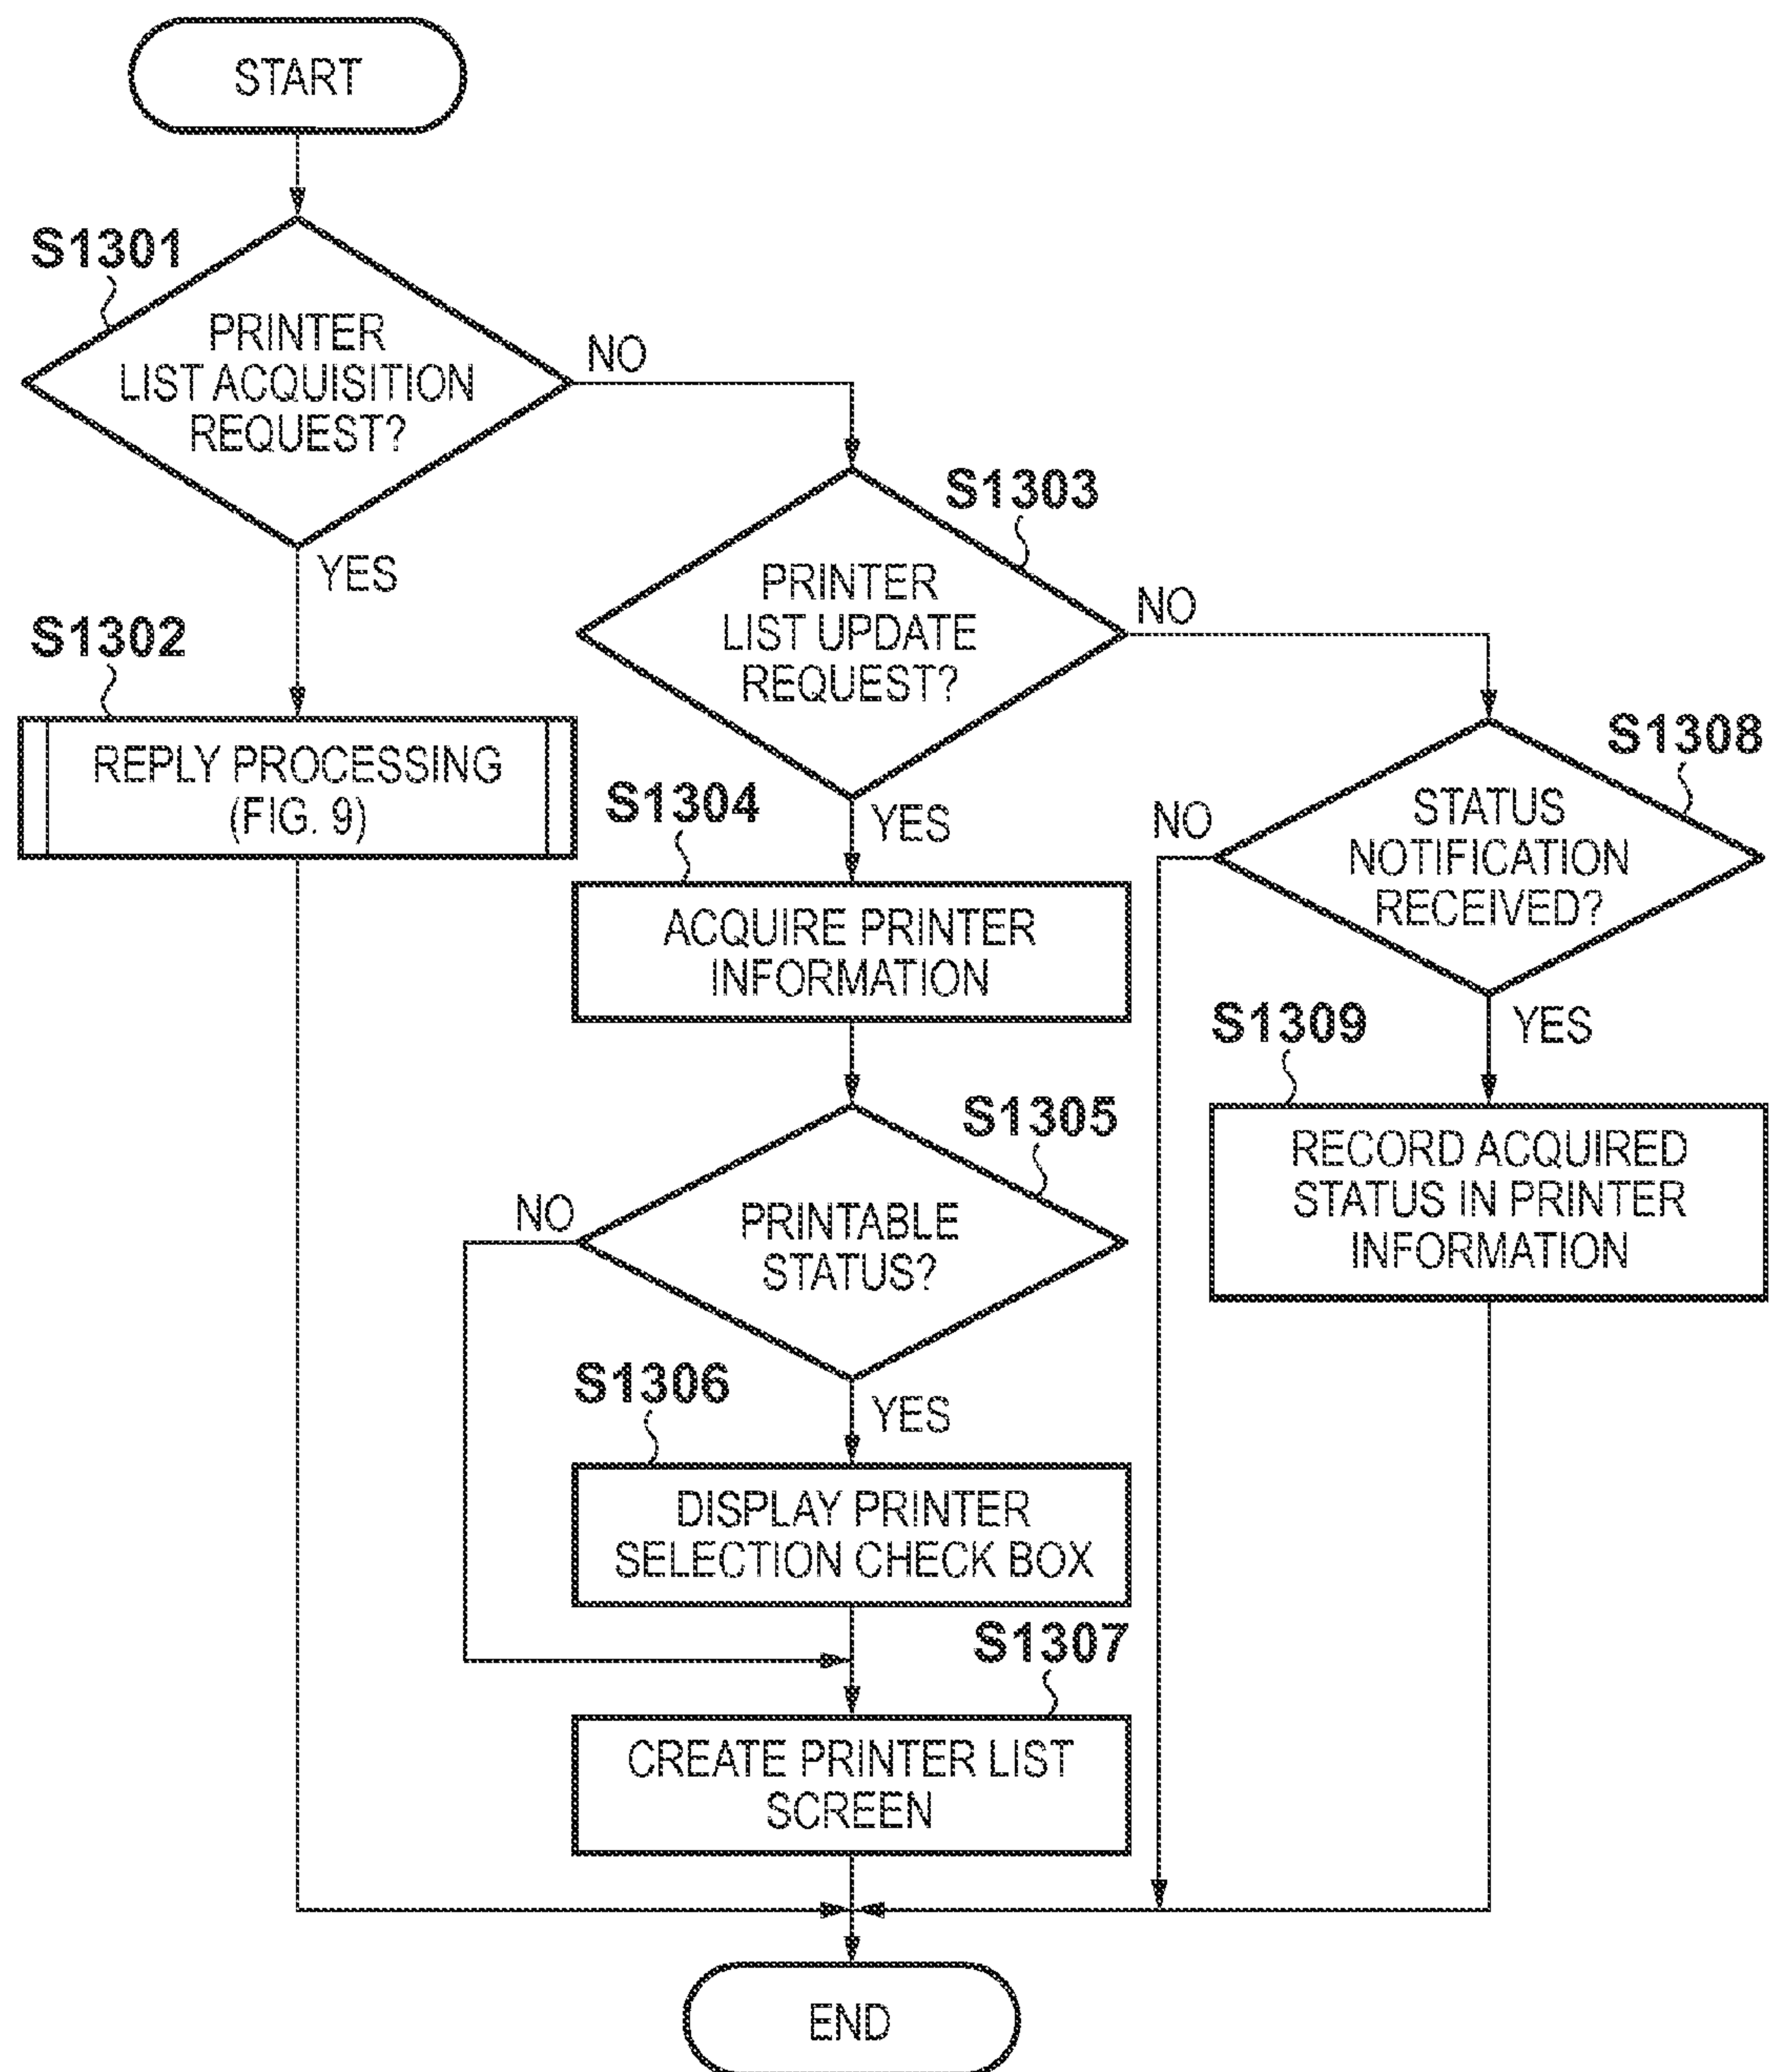 START
S1301
PRINTER
LIST ACQUISITION
REQUEST?
NO
YES
S1302
REPLY PROCESSING
(FIG. 9)
S1303
PRINTER
LIST UPDATE
REQUEST?
NO
YES
S1304
ACQUIRE PRINTER
INFORMATION
S1305
PRINTABLE
STATUS?
NO
YES
S1306
DISPLAY PRINTER
SELECTION CHECK BOX
S1307
CREATE PRINTER LIST
SCREEN
S1308
STATUS
NOTIFICATION
RECEIVED?
NO
YES
S1309
RECORD ACQUIRED
STATUS IN PRINTER
INFORMATION
END